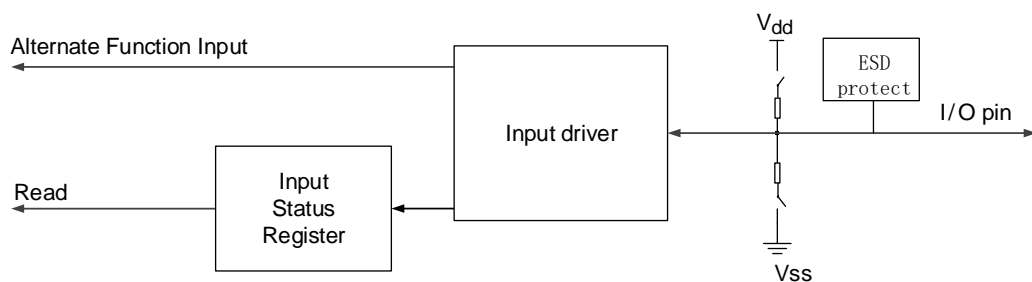 Alternate Function Input
Read
Input
Status
Register
Input driver
Vdd
ESD
protect
I/O pin
Vss